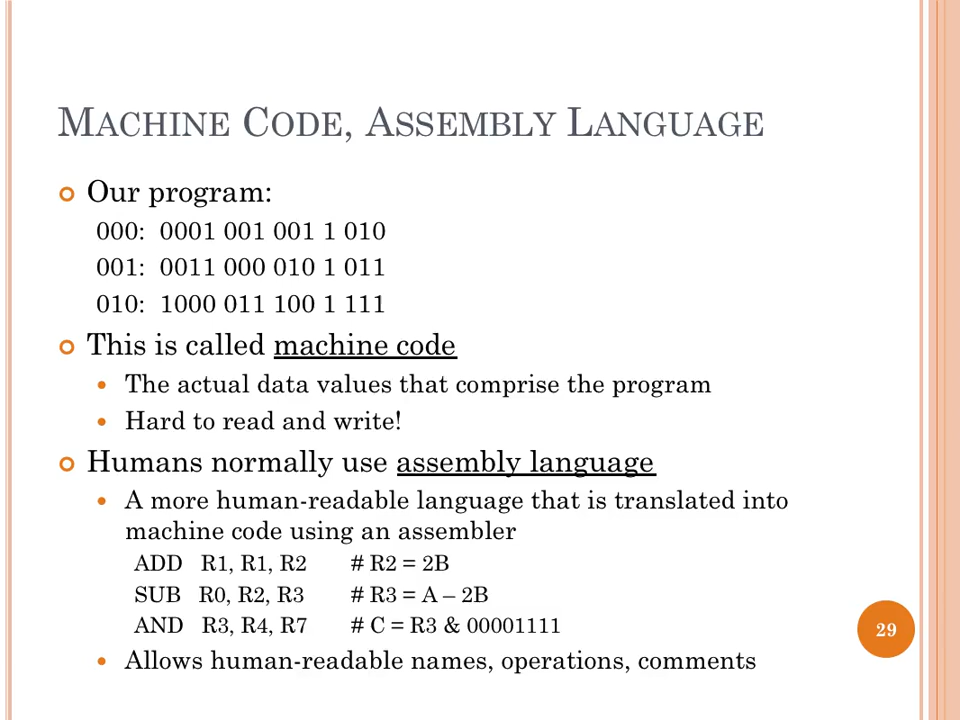 MACHINE CODE, ASSEMBLY LANGUAGE
Our program:
000: 0001 001 001 1 010
001: 0011 000 010 1 011
010: 1000 011 100 1 111
This is called machine code
The actual data values that comprise the program
Hard to read and write!
Humans normally use assembly language
A more human-readable language that is translated into
machine code using an assembler
ADD R1, R1, R2 # R2 = 2B
SUB R0, R2, R3 # R3 = A – 2B
AND R3, R4, R7 # C = R3 & 00001111
29
Allows human-readable names, operations, comments